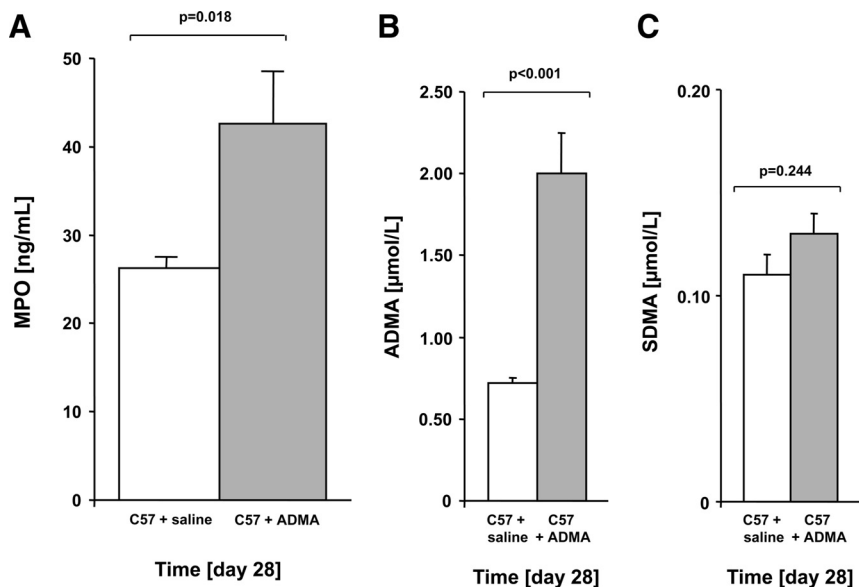 A
p=0.018
MPO [ng/mL]
50
40
30
20
10
0
C57 + saline C57 + ADMA
Time [day 28]
B
p<0.001
ADMA [µmol/L]
2.50
2.00
1.50
1.00
0.50
0
C57 + C57
saline + ADMA
Time [day 28]
C
p=0.244
SDMA [µmol/L]
0.20
0.10
0
C57 + C57
saline + ADMA
Time [day 28]